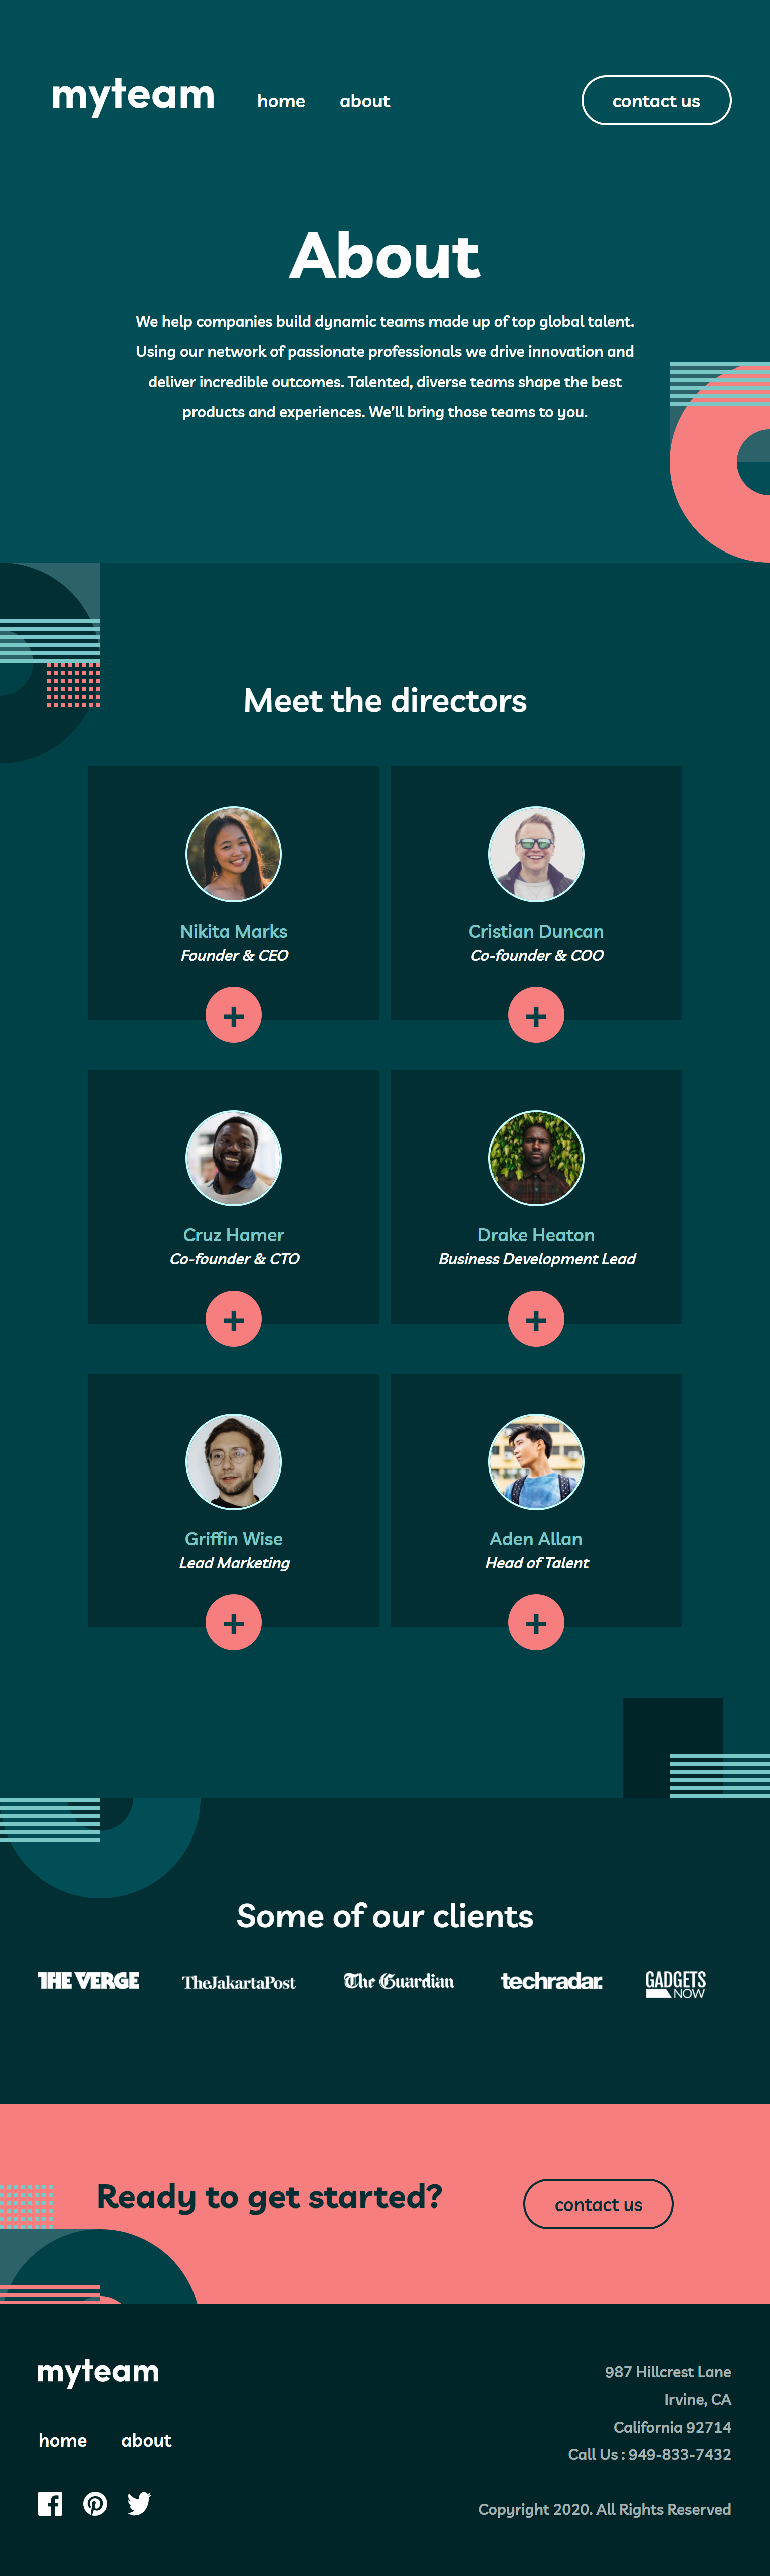 myteam
home
about
contact us
About
We help companies build dynamic teams made up of top global talent.
Using our network of passionate professionals we drive innovation and
deliver incredible outcomes. Talented, diverse teams shape the best
products and experiences. We’ll bring those teams to you.
Meet the directors
Nikita Marks
Founder & CEO
+
Cristian Duncan
Co-founder & COO
+
Cruz Hamer
Co-founder & CTO
+
Drake Heaton
Business Development Lead
+
Griffin Wise
Lead Marketing
+
Aden Allan
Head of Talent
+
Some of our clients
THE VERGE
TheJakartaPost
The Guardian
techradar.
GADGETS
NOW
Ready to get started?
contact us
myteam
home
about
987 Hillcrest Lane
Irvine, CA
California 92714
Call Us : 949-833-7432
Copyright 2020. All Rights Reserved